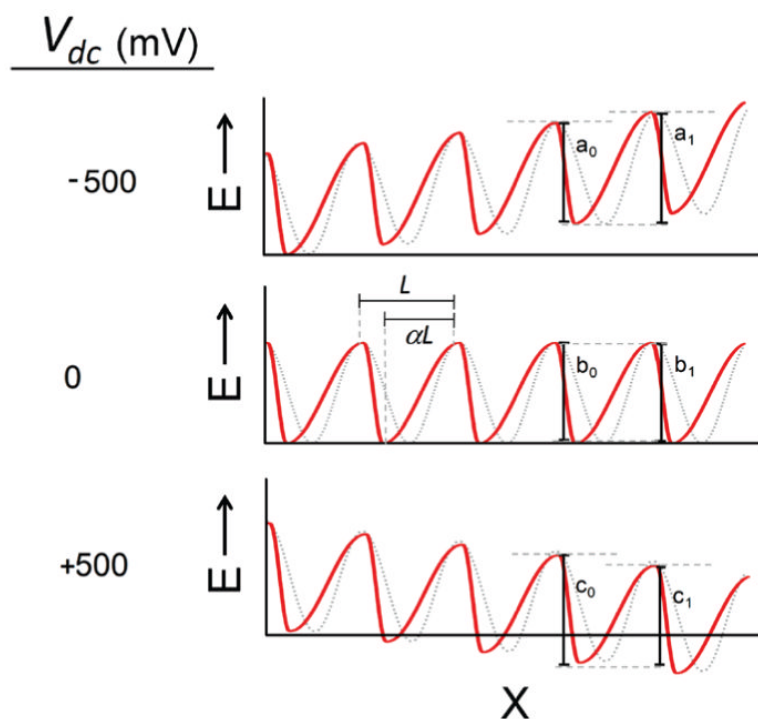 V_dc (mV)
-500
E
a₀
a₁
L
αL
0
E
b₀
b₁
+500
E
c₀
c₁
X